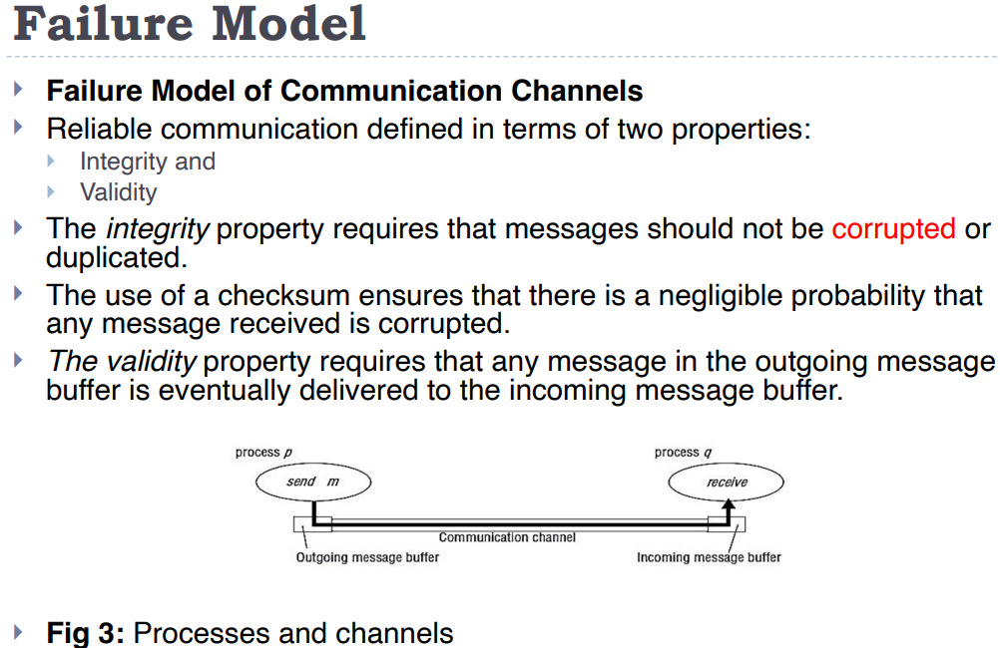 Failure Model
Failure Model of Communication Channels
Reliable communication defined in terms of two properties:
Integrity and
Validity
The integrity property requires that messages should not be corrupted or
duplicated.
The use of a checksum ensures that there is a negligible probability that
any message received is corrupted.
The validity property requires that any message in the outgoing message
buffer is eventually delivered to the incoming message buffer.
process p
process q
send m
receive
Communication channel
Outgoing message buffer
Incoming message buffer
Fig 3: Processes and channels